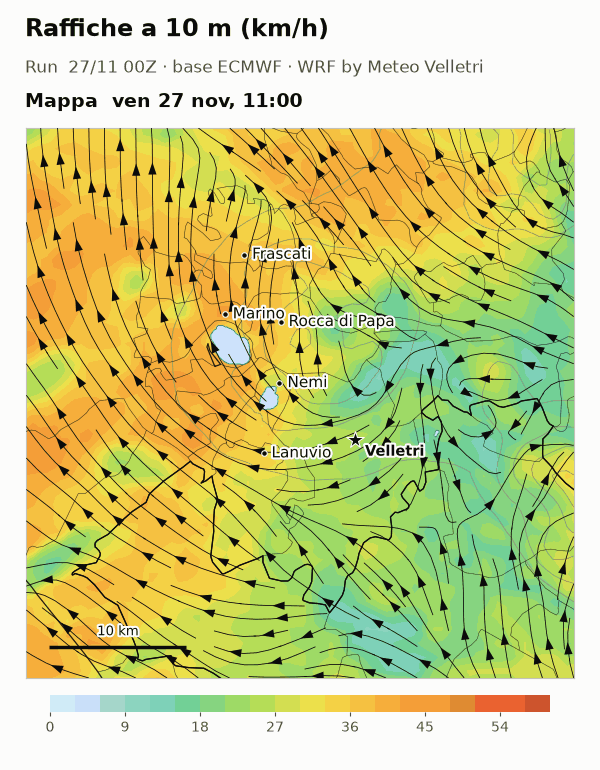 Raffiche a 10 m (km/h)
Run  27/11 00Z · base ECMWF · WRF by Meteo Velletri
Mappa  ven 27 nov, 11:00
Frascati
Marino
Rocca di Papa
Nemi
Velletri
Lanuvio
10 km
0 9 18 27 36 45 54